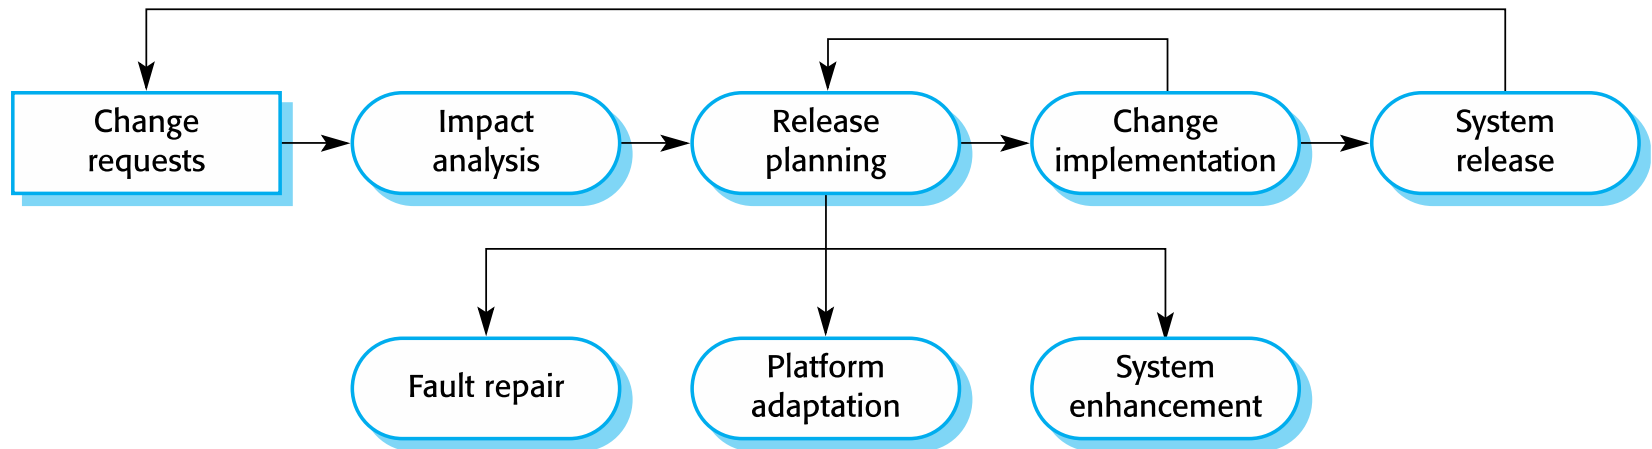 Change
requests
Impact
analysis
Release
planning
Change
implementation
System
release
Fault repair
Platform
adaptation
System
enhancement